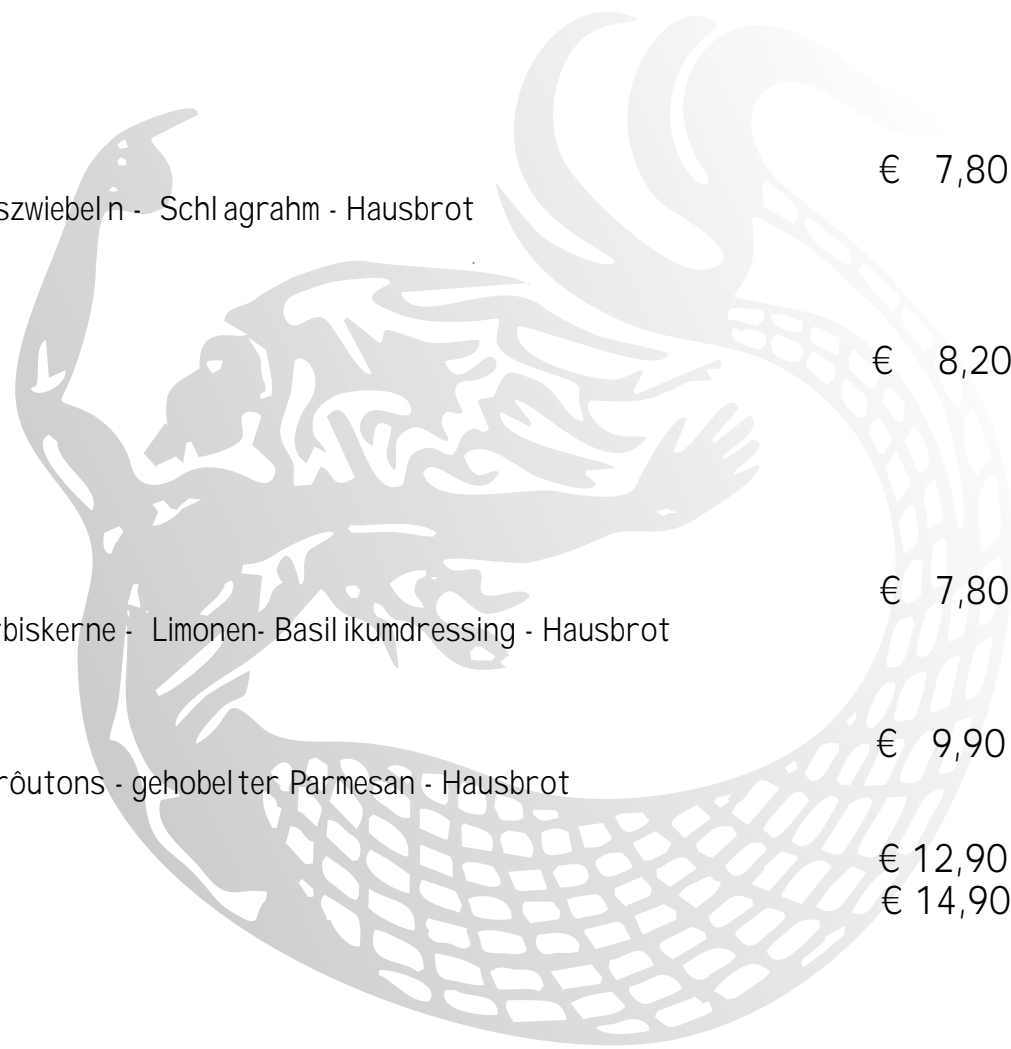 € 7,80
szwiebeln - Schlagrahm - Hausbrot
€ 8,20
€ 7,80
biskerne - Limonen- Basilikumdressing - Hausbrot
€ 9,90
rôutons - gehobelter Parmesan - Hausbrot
€ 12,90
€ 14,90